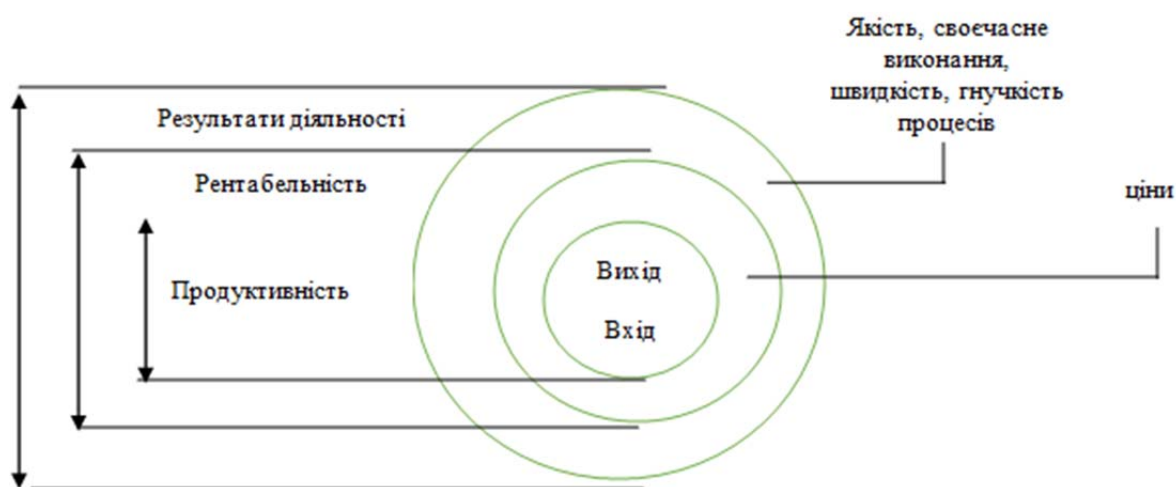 Якість, своєчасне
виконання,
швидкість, гнучкість
процесів
Результати діяльності
Рентабельність
ціни
Вихід
Продуктивність
Вхід